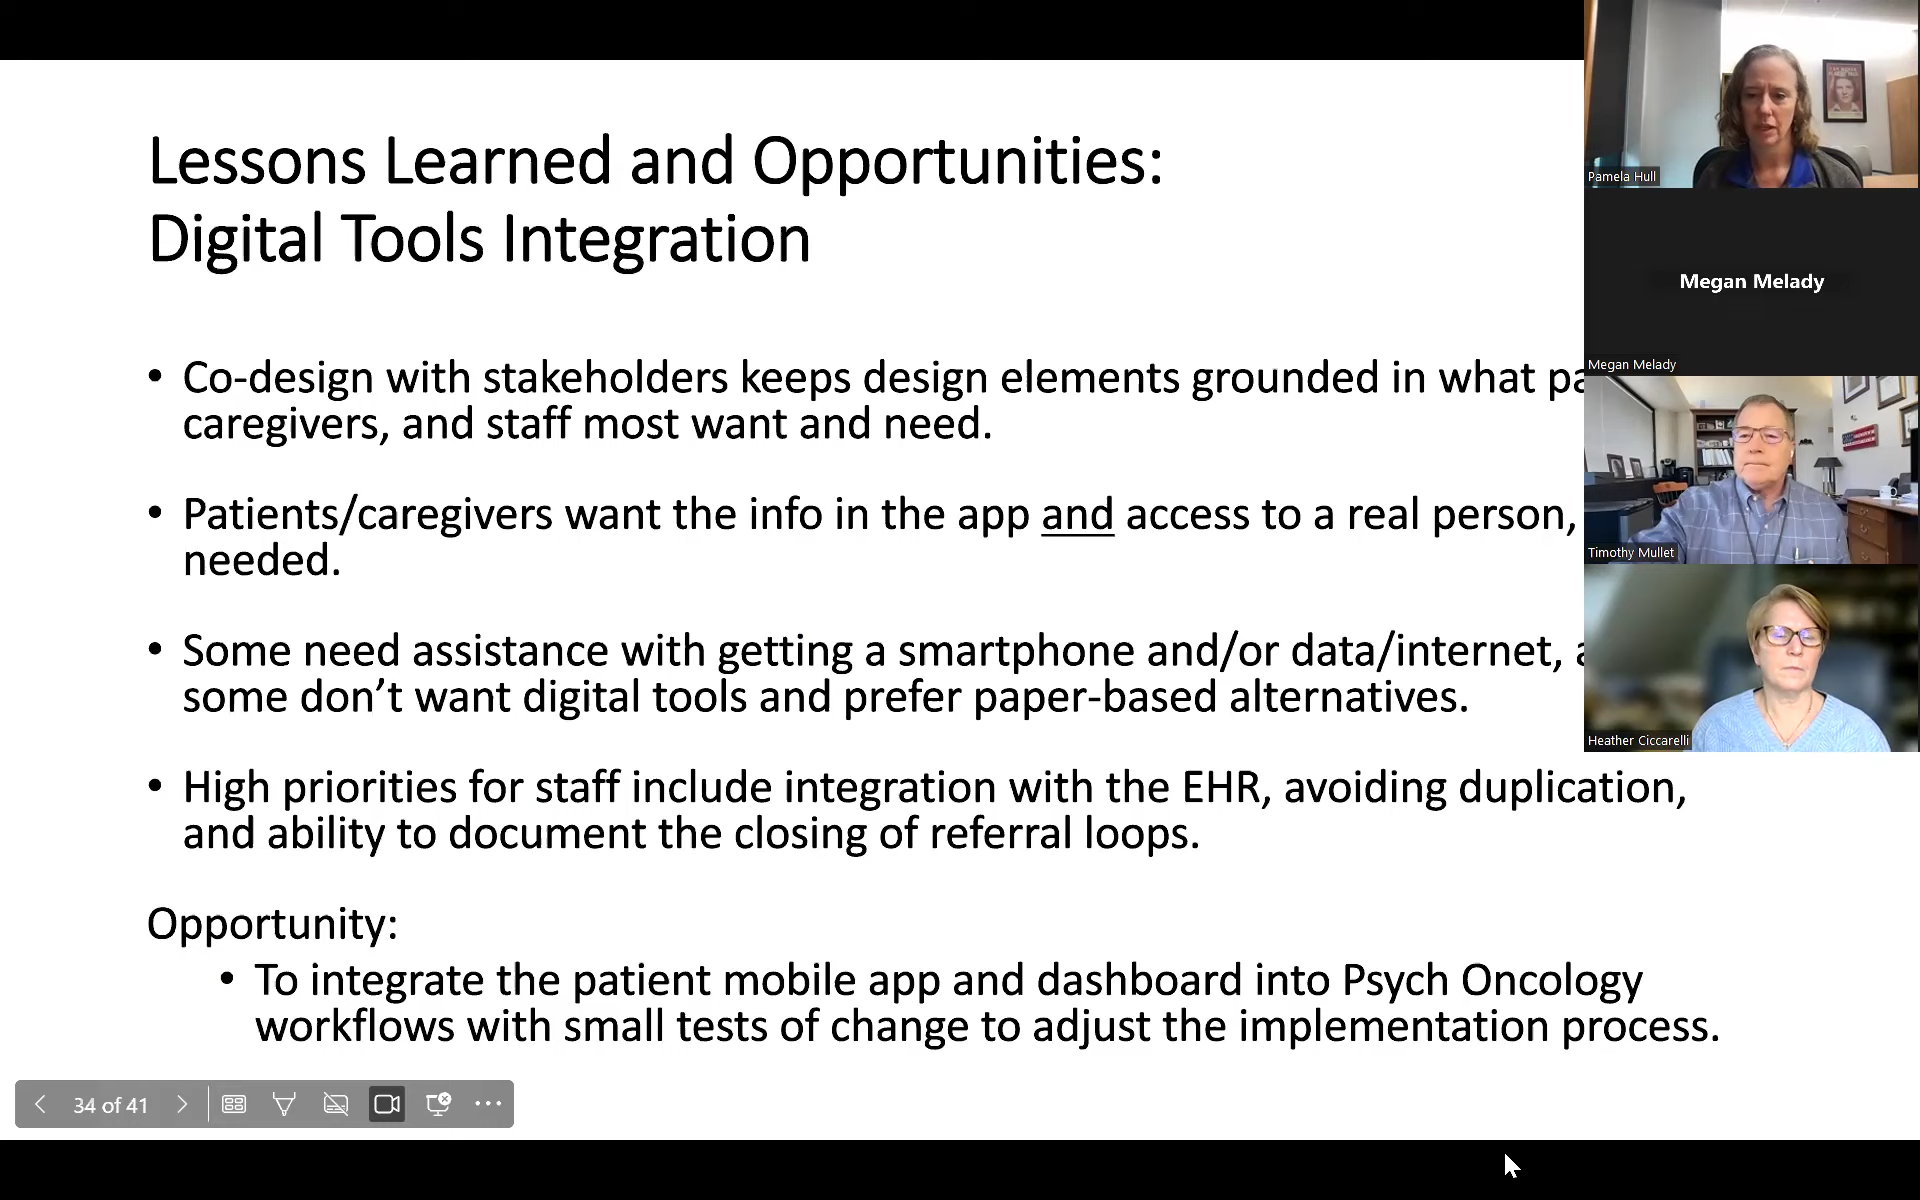 Lessons Learned and Opportunities:
Digital Tools Integration
• Co-design with stakeholders keeps design elements grounded in what pa
caregivers, and staff most want and need.
• Patients/caregivers want the info in the app and access to a real person,
needed.
• Some need assistance with getting a smartphone and/or data/internet, a
some don’t want digital tools and prefer paper-based alternatives.
• High priorities for staff include integration with the EHR, avoiding duplication,
and ability to document the closing of referral loops.
Opportunity:
• To integrate the patient mobile app and dashboard into Psych Oncology
workflows with small tests of change to adjust the implementation process.
34 of 41
Pamela Hull
Megan Melady
Megan Melady
Timothy Mullet
Heather Ciccarelli